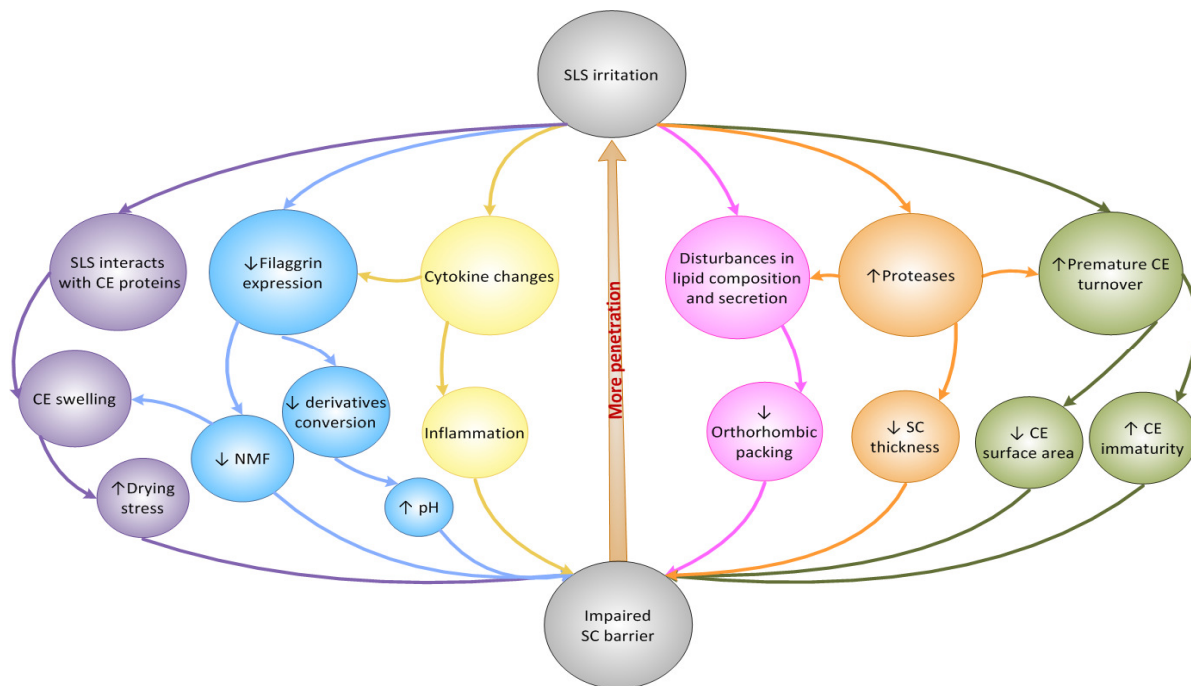 SLS irritation
SLS interacts
with CE proteins
↓Filaggrin
expression
Cytokine changes
Disturbances in
lipid composition
and secretion
↑Proteases
↑Premature CE
turnover
More penetration
CE swelling
↓ derivatives
conversion
↓ NMF
Inflammation
↓
Orthorhombic
packing
↓ SC
thickness
↓ CE
surface area
↑ CE
immaturity
↑Drying
stress
↑ pH
Impaired
SC barrier